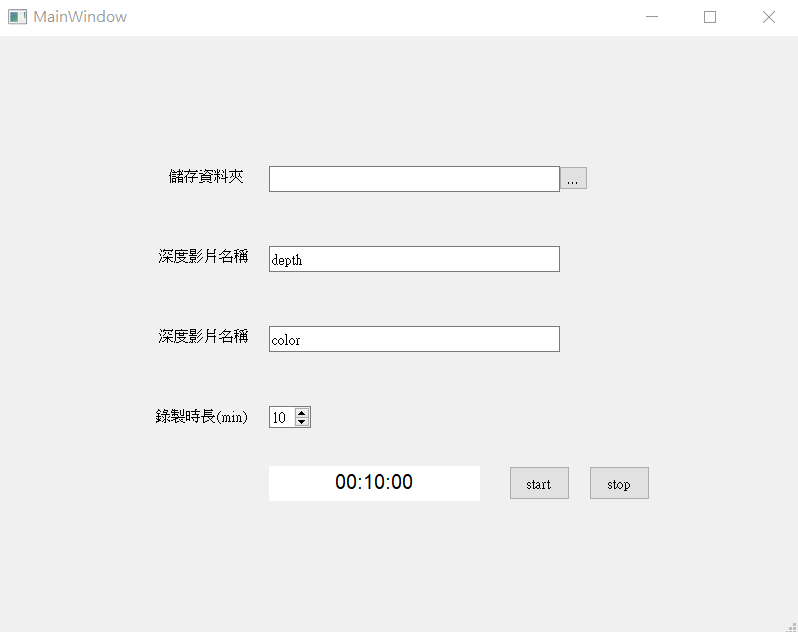 MainWindow
儲存資料夾
...
深度影片名稱
depth
深度影片名稱
color
錄製時長(min)
10
00:10:00
start
stop